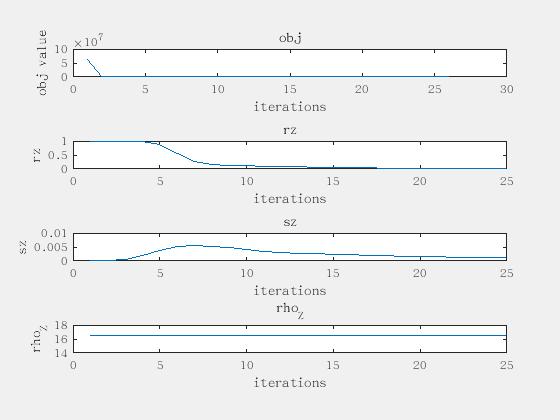 obj
×10⁷
10
5
0
obj value
0 5 10 15 20 25 30
iterations
rz
1
0.5
0
rz
0 5 10 15 20 25
iterations
sz
0.01
0.005
0
sz
0 5 10 15 20 25
iterations
rho_χ
18
16
14
rho_χ
0 5 10 15 20 25
iterations